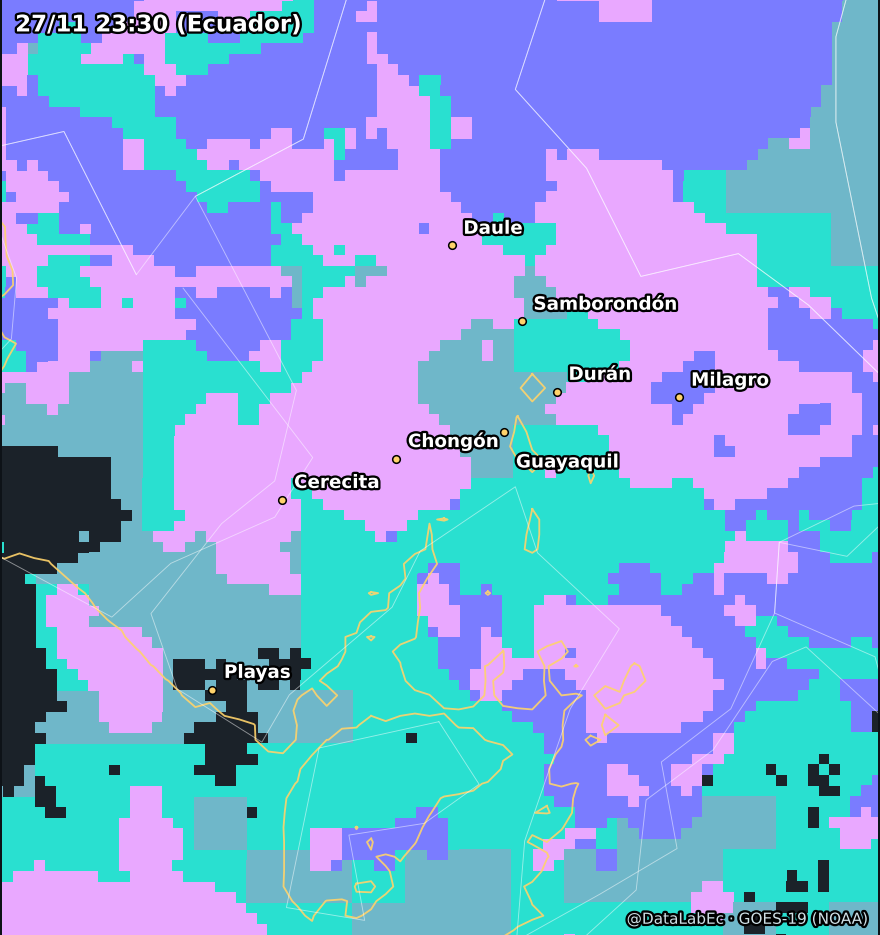 27/11 23:30 (Ecuador)
Daule
Samborondón
Durán
Milagro
Chongón
Guayaquil
Cerecita
Playas
@DataLabEc · GOES-19 (NOAA)